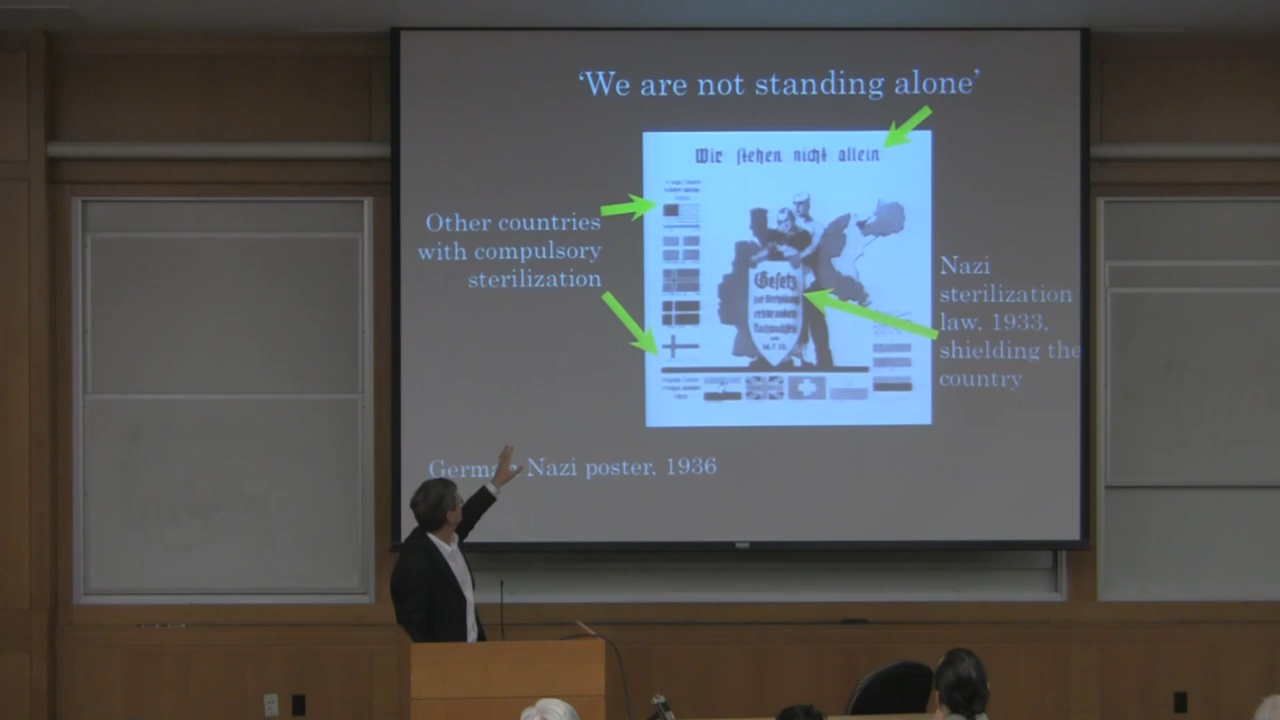 ‘We are not standing alone’
Wir stehen nicht allein
Other countries
with compulsory
sterilization
Gesetz
Nazi
sterilization
law, 1933,
shielding the
country
German Nazi poster, 1936